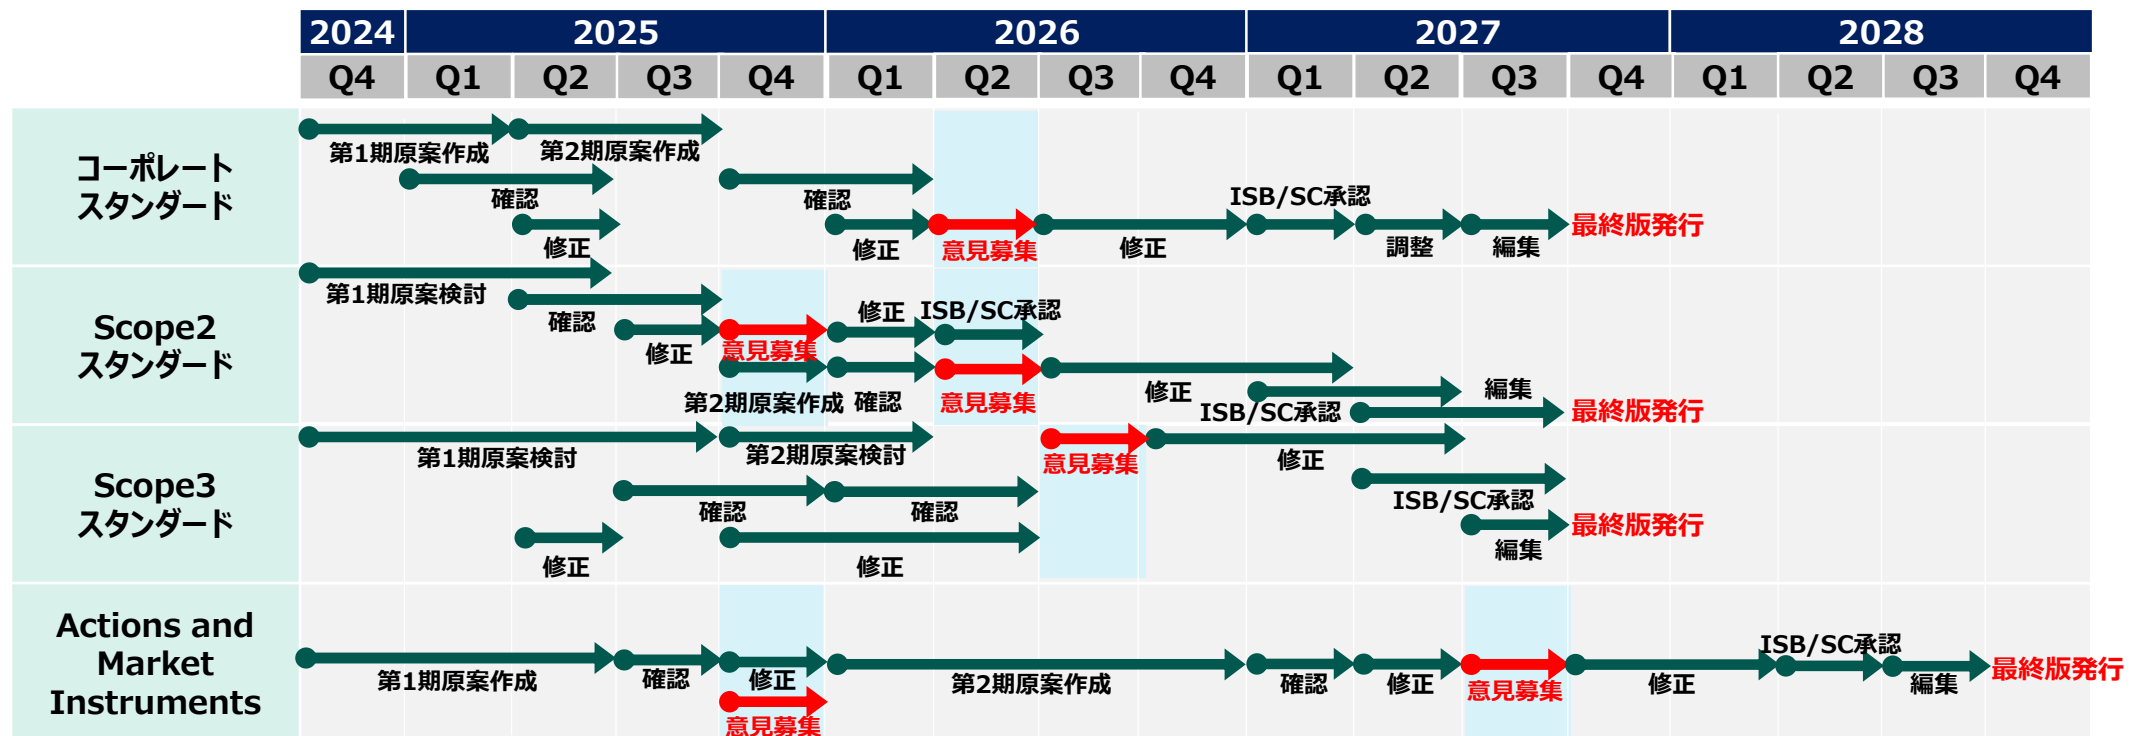 2024 2025 2026 2027 2028
Q4 Q1 Q2 Q3 Q4 Q1 Q2 Q3 Q4 Q1 Q2 Q3 Q4 Q1 Q2 Q3 Q4
コーポレート
スタンダード
第1期原案作成 第2期原案作成
確認 確認
ISB/SC承認
修正 修正 意見募集 修正 調整 編集 最終版発行
Scope2
スタンダード
第1期原案検討
確認 修正 ISB/SC承認
修正 意見募集
第2期原案作成 確認 意見募集 修正 編集
ISB/SC承認 最終版発行
Scope3
スタンダード
第1期原案検討 第2期原案検討 意見募集 修正
確認 確認 ISB/SC承認
最終版発行
修正 修正 編集
Actions and
Market
Instruments
ISB/SC承認
第1期原案作成 確認 修正 第2期原案作成 確認 修正 意見募集 修正 編集 最終版発行
意見募集